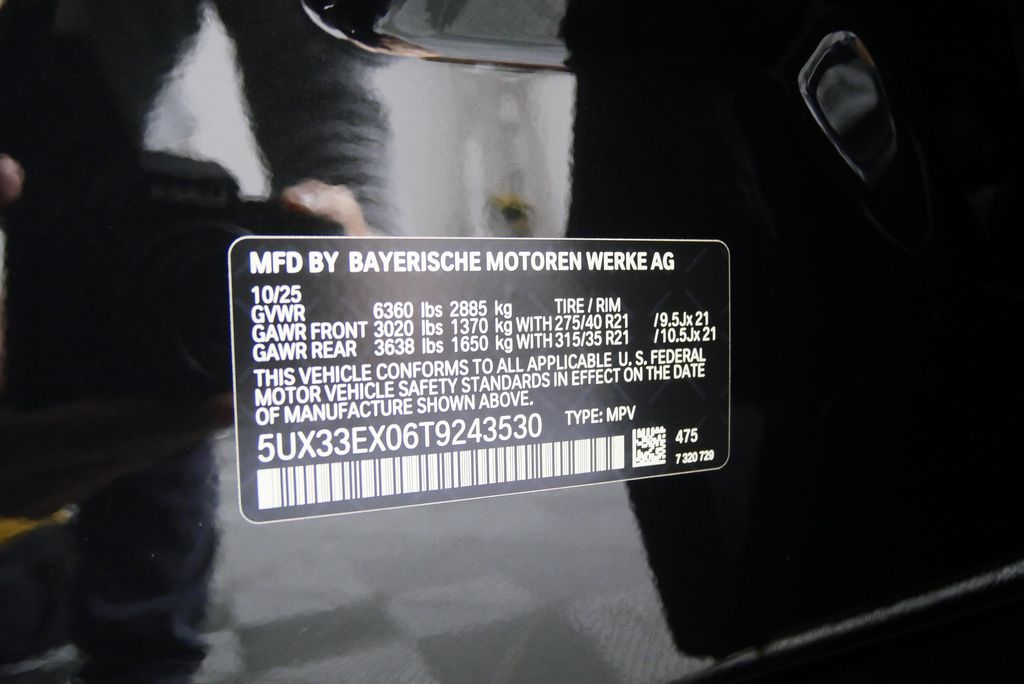 MFD BY BAYERISCHE MOTOREN WERKE AG
10/25
GVWR 6360 lbs 2885 kg TIRE / RIM
GAWR FRONT 3020 lbs 1370 kg WITH 275/40 R21 /9.5Jx21
GAWR REAR 3638 lbs 1650 kg WITH 315/35 R21 /10.5Jx21
THIS VEHICLE CONFORMS TO ALL APPLICABLE U.S. FEDERAL
MOTOR VEHICLE SAFETY STANDARDS IN EFFECT ON THE DATE
OF MANUFACTURE SHOWN ABOVE.
5UX33EX06T9243530 TYPE: MPV
475
7 320 729